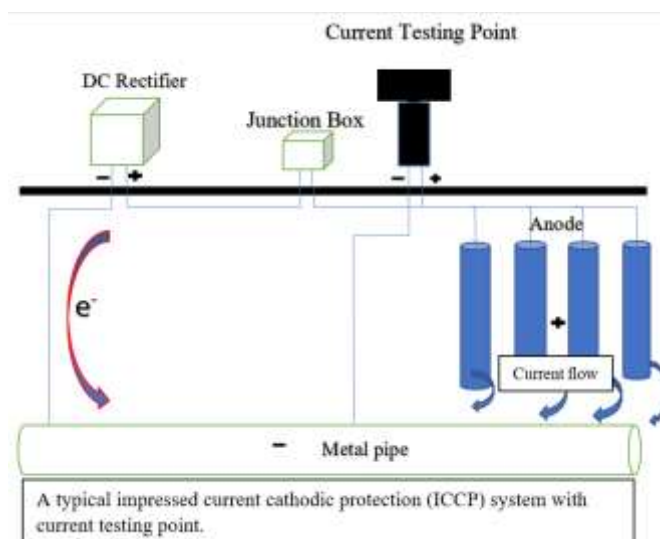 Current Testing Point
DC Rectifier
Junction Box
- +
- +
Anode
e-
+
Current flow
- Metal pipe
A typical impressed current cathodic protection (ICCP) system with
current testing point.